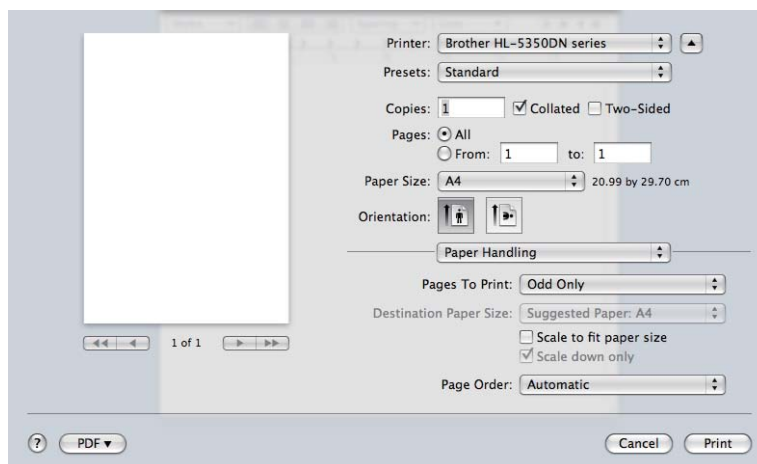 Printer: Brother HL-5350DN series
Presets: Standard
Copies: 1 Collated Two-Sided
Pages: All
From: 1 to: 1
Paper Size: A4 20.99 by 29.70 cm
Orientation:
Paper Handling
Pages To Print: Odd Only
Destination Paper Size: Suggested Paper: A4
Scale to fit paper size
Scale down only
1 of 1
Page Order: Automatic
? PDF Cancel Print